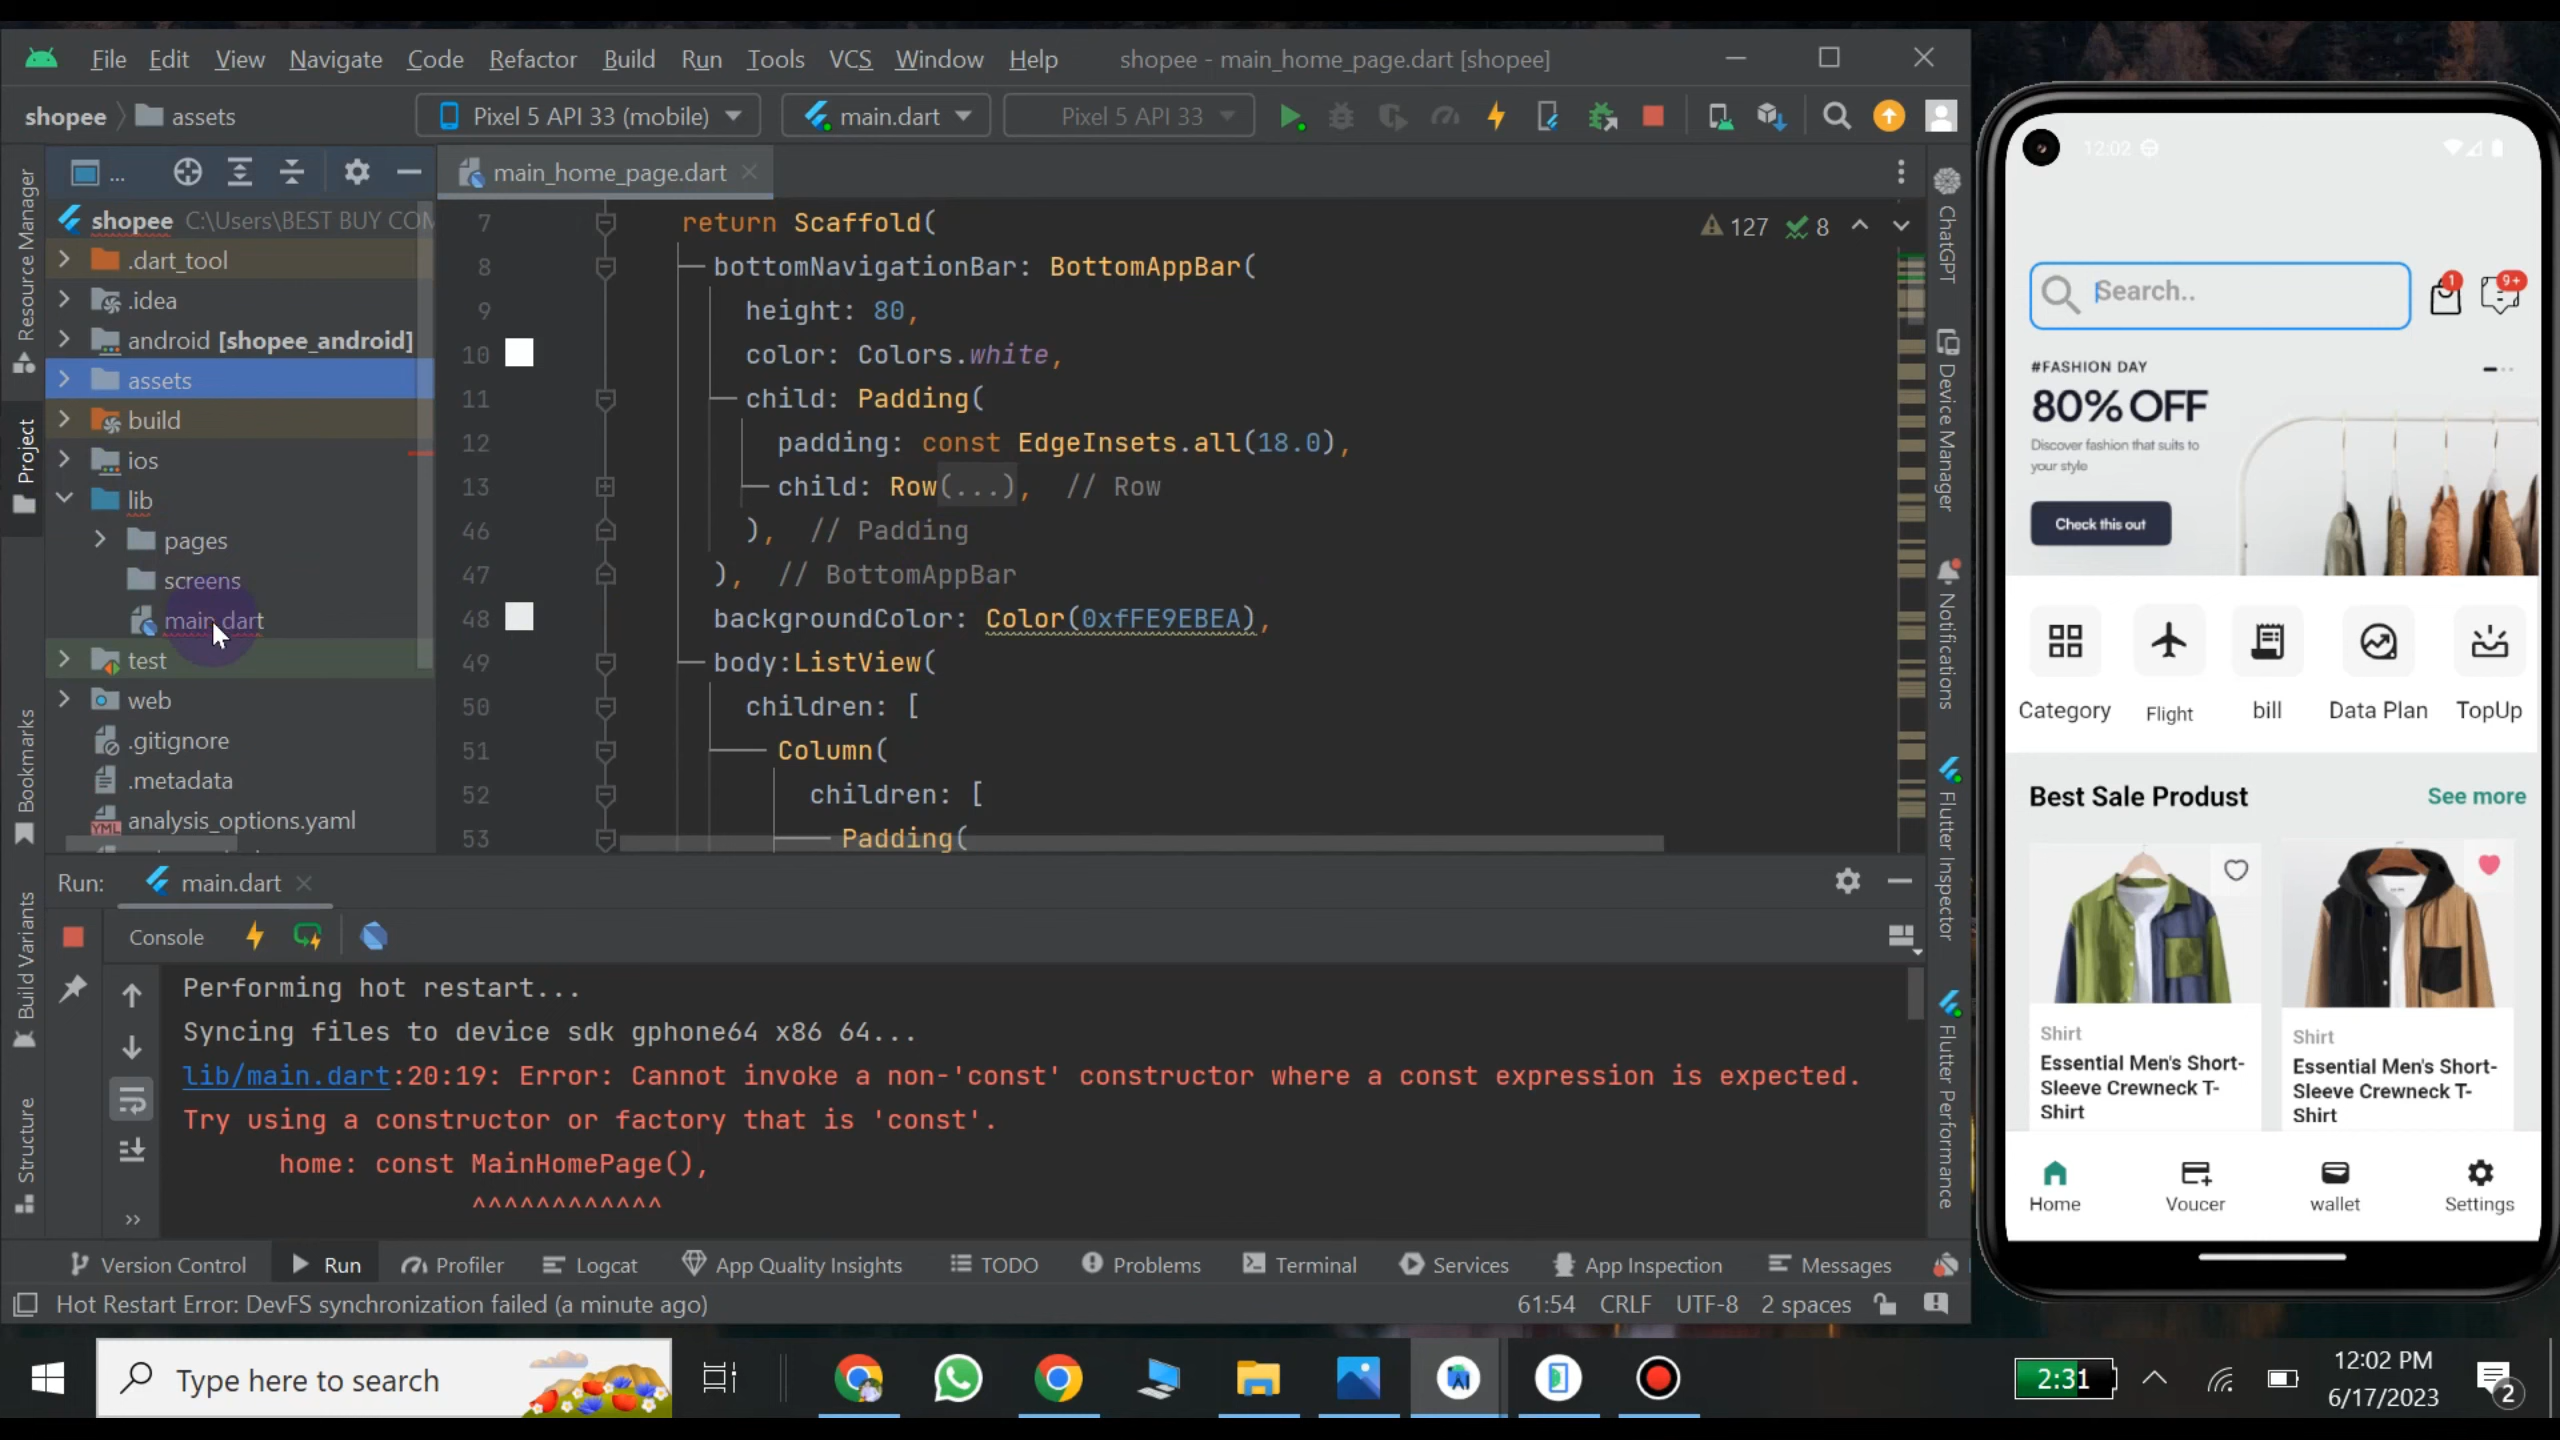 File Edit View Navigate Code Refactor Build Run Tools VCS Window Help shopee - main_home_page.dart [shopee]
shopee assets Pixel 5 API 33 (mobile) main.dart Pixel 5 API 33
... main_home_page.dart
shopee C:\Users\BEST BUY COM
.dart_tool
.idea
android [shopee_android]
assets
build
ios
lib
pages
screens
main.dart
test
web
.gitignore
.metadata
analysis_options.yaml
Resource Manager
Project
Bookmarks
Build Variants
Structure
7 return Scaffold(
8 bottomNavigationBar: BottomAppBar(
9 height: 80,
10 color: Colors.white,
11 child: Padding(
12 padding: const EdgeInsets.all(18.0),
13 child: Row(...), // Row
46 ), // Padding
47 ), // BottomAppBar
48 backgroundColor: Color(0xfFE9EBEA),
49 body:ListView(
50 children: [
51 Column(
52 children: [
53 Padding(
127 8
ChatGPT
Device Manager
Notifications
Flutter Inspector
Flutter Performance
Run: main.dart
Console
Performing hot restart...
Syncing files to device sdk gphone64 x86 64...
lib/main.dart:20:19: Error: Cannot invoke a non-'const' constructor where a const expression is expected.
Try using a constructor or factory that is 'const'.
home: const MainHomePage(),
^^^^^^^^^^^^
Version Control Run Profiler Logcat App Quality Insights TODO Problems Terminal Services App Inspection Messages
Hot Restart Error: DevFS synchronization failed (a minute ago) 61:54 CRLF UTF-8 2 spaces
12:02
Search..
1
9+
#FASHION DAY
80% OFF
Discover fashion that suits to
your style
Check this out
Category Flight bill Data Plan TopUp
Best Sale Produst See more
Shirt
Essential Men's Short-
Sleeve Crewneck T-
Shirt
Shirt
Essential Men's Short-
Sleeve Crewneck T-
Shirt
Home Voucer wallet Settings
Type here to search
2:31
12:02 PM
6/17/2023
2